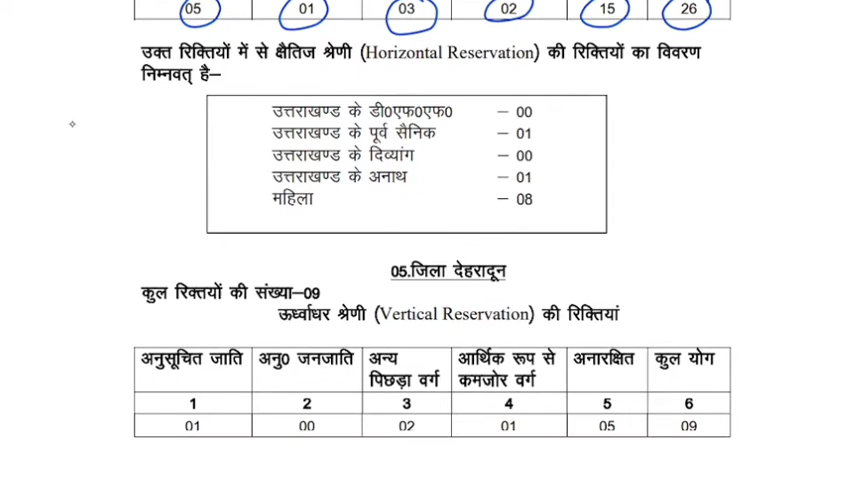 05 01 03 02 15 26
उक्त रिक्तियों में से क्षैतिज श्रेणी (Horizontal Reservation) की रिक्तियों का विवरण
निम्नवत् है–
उत्तराखण्ड के डी0एफ0एफ0 – 00
उत्तराखण्ड के पूर्व सैनिक – 01
उत्तराखण्ड के दिव्यांग – 00
उत्तराखण्ड के अनाथ – 01
महिला – 08
05.जिला देहरादून
कुल रिक्तयों की संख्या–09
ऊर्ध्वाधर श्रेणी (Vertical Reservation) की रिक्तियां
अनुसूचित जाति अनु0 जनजाति अन्य पिछड़ा वर्ग आर्थिक रूप से कमजोर वर्ग अनारक्षित कुल योग
1 2 3 4 5 6
01 00 02 01 05 09